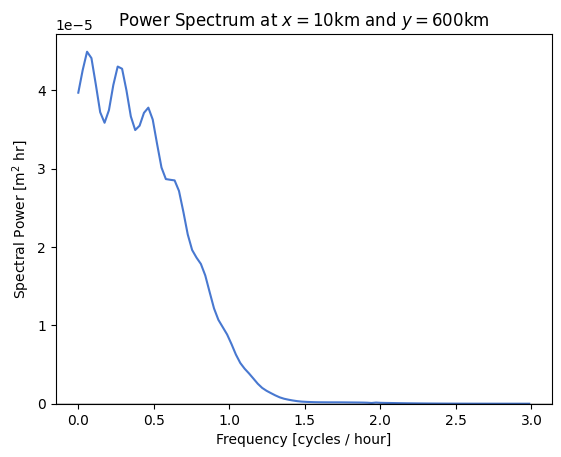 Power Spectrum at x = 10km and y = 600km
1e−5
4
3
2
1
0
Spectral Power [m² hr]
0.0 0.5 1.0 1.5 2.0 2.5 3.0
Frequency [cycles / hour]